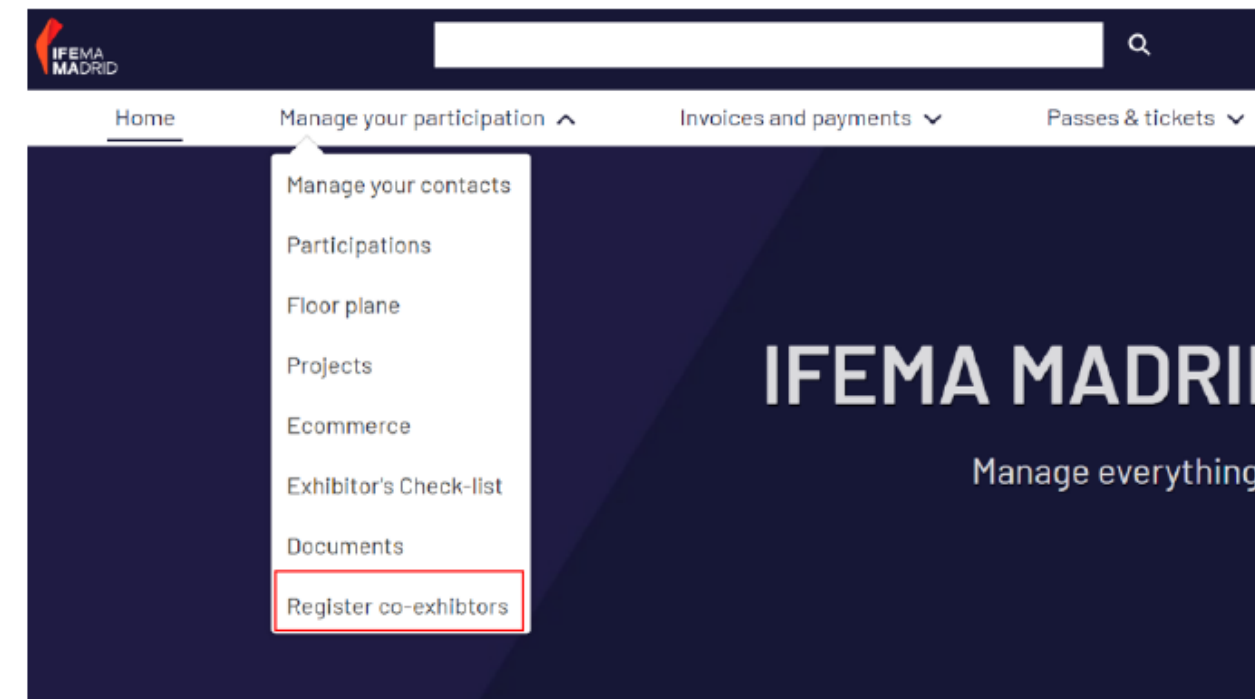 IFEMA
MADRID
Home
Manage your participation
Invoices and payments
Passes & tickets
Manage your contacts
Participations
Floor plane
Projects
Ecommerce
Exhibitor's Check-list
Documents
Register co-exhibtors
IFEMA MADRI
Manage everything